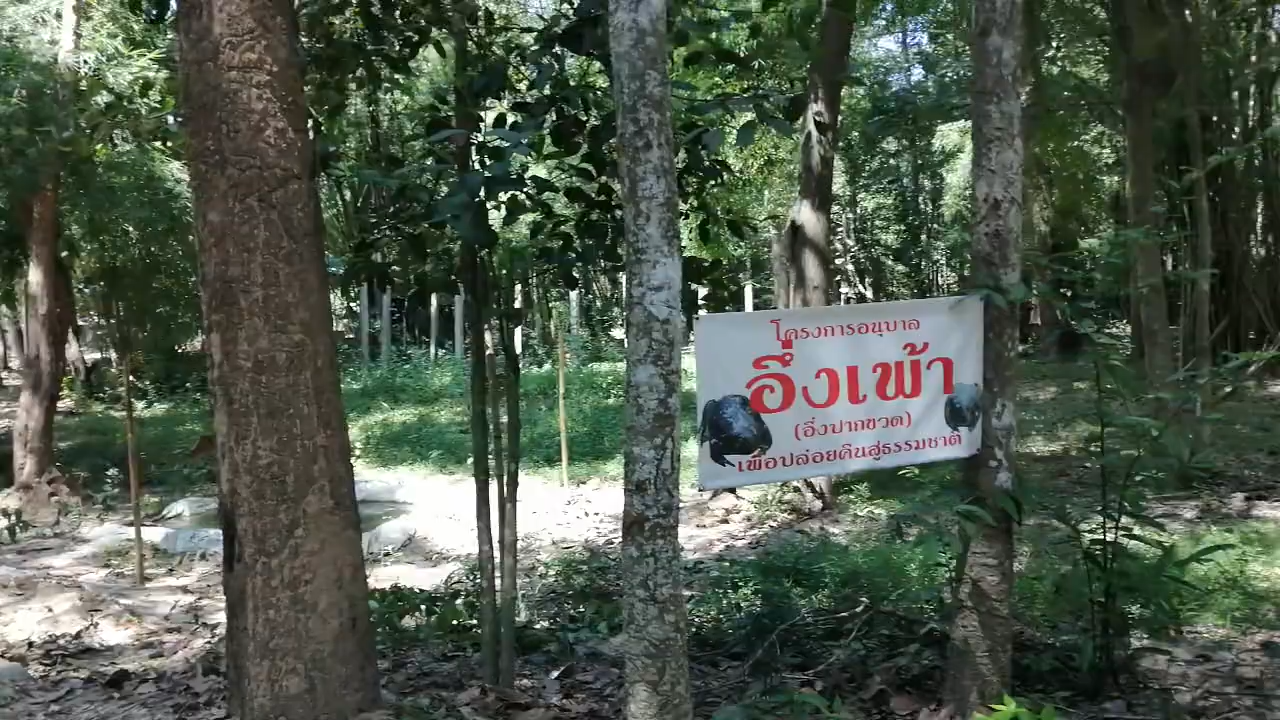 โครงการอนุบาล
อึ่งเพ้า
(อึ่งปากขวด)
เพื่อปล่อยคืนสู่ธรรมชาติ